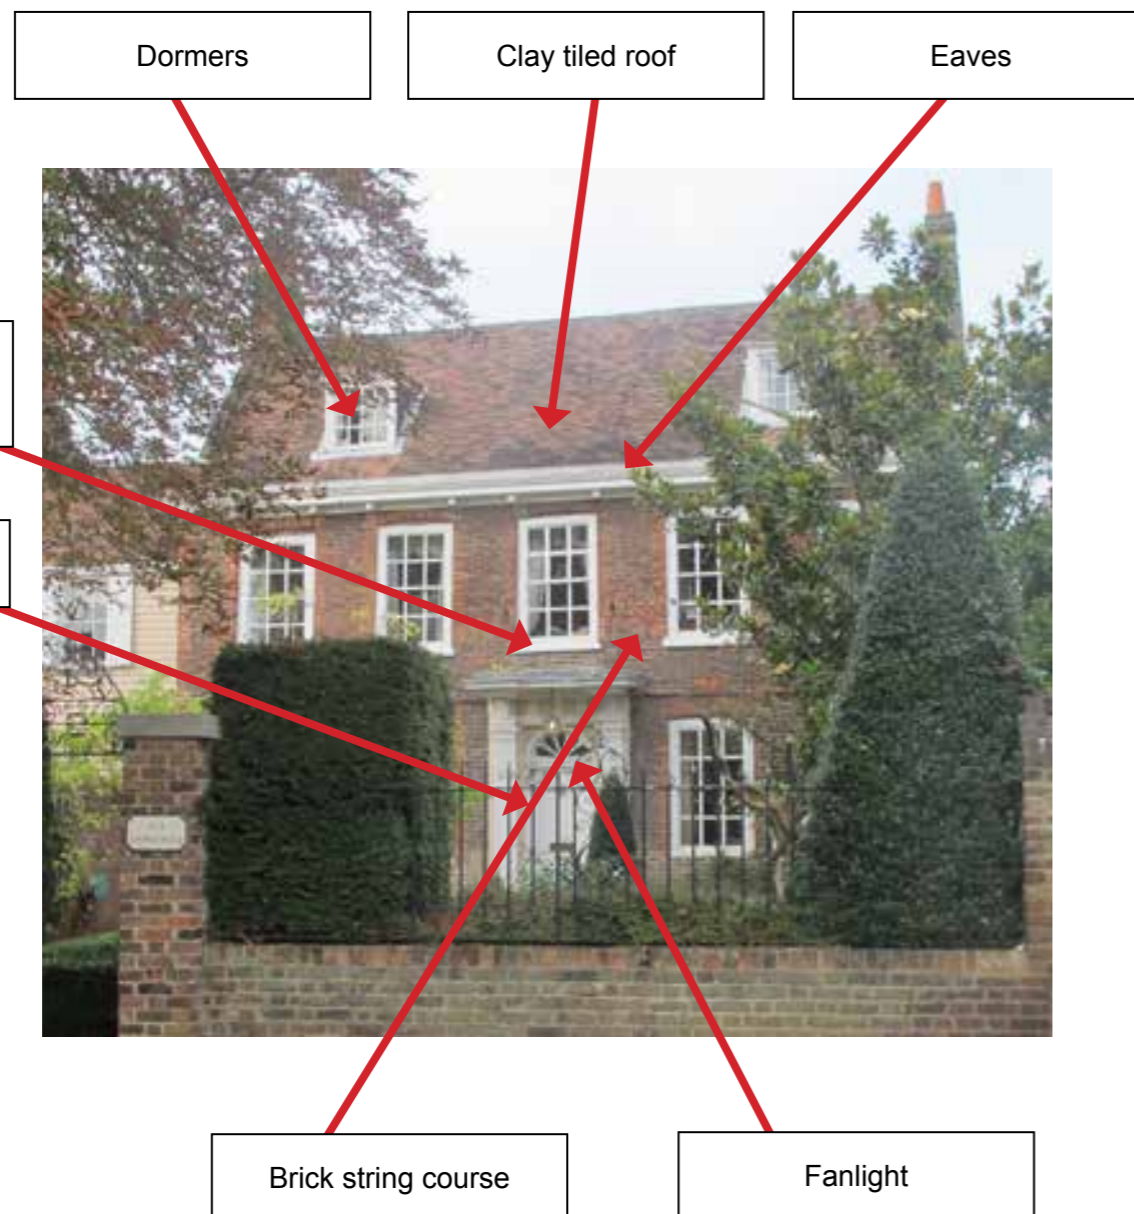 Dormers
Clay tiled roof
Eaves
Brick string course
Fanlight